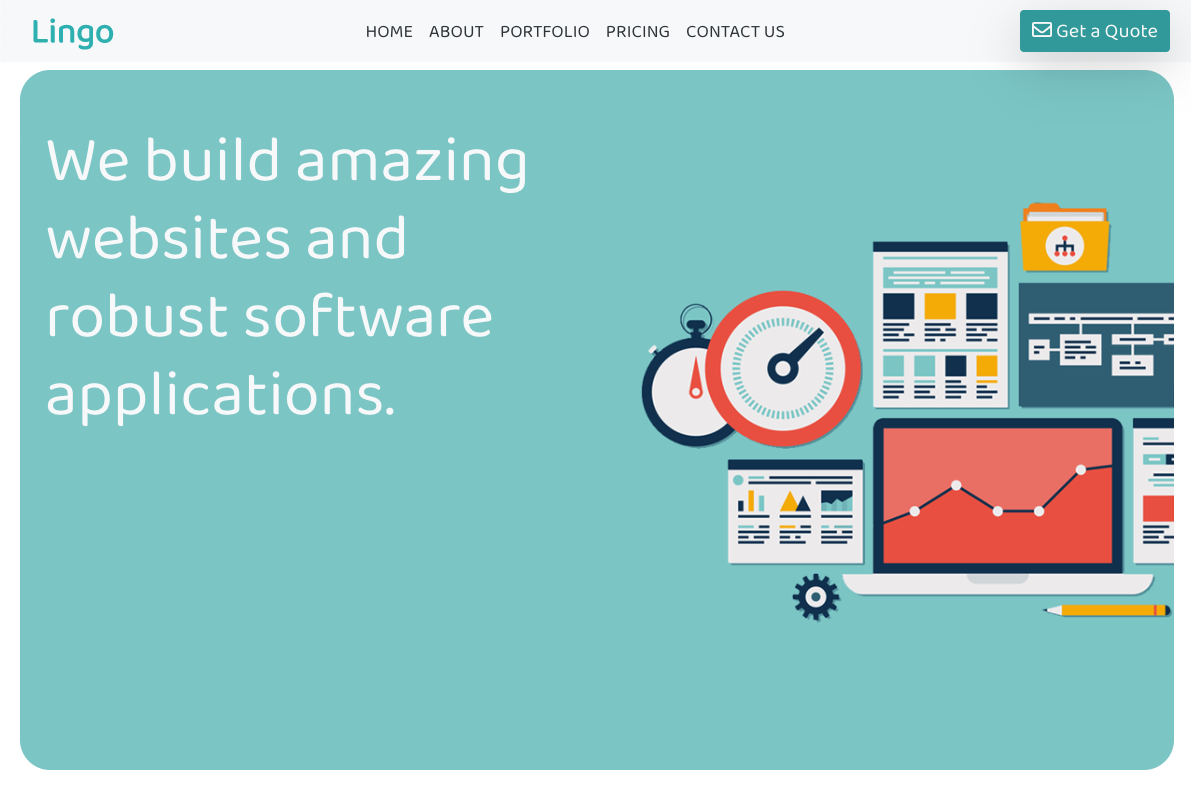 Lingo
HOME ABOUT PORTFOLIO PRICING CONTACT US
Get a Quote
We build amazing
websites and
robust software
applications.